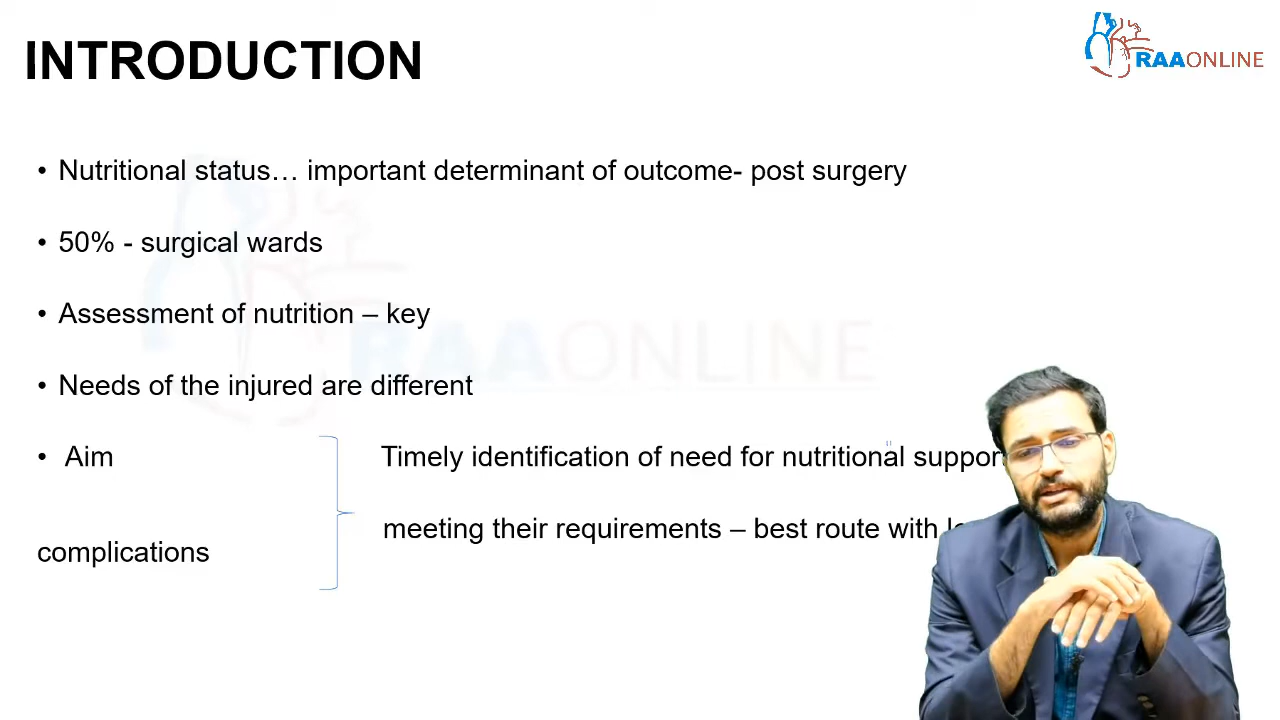 INTRODUCTION
RAAONLINE
• Nutritional status… important determinant of outcome- post surgery
• 50% - surgical wards
• Assessment of nutrition – key
RAAONLINE
• Needs of the injured are different
• Aim
Timely identification of need for nutritional
meeting their requirements – best route with
complications